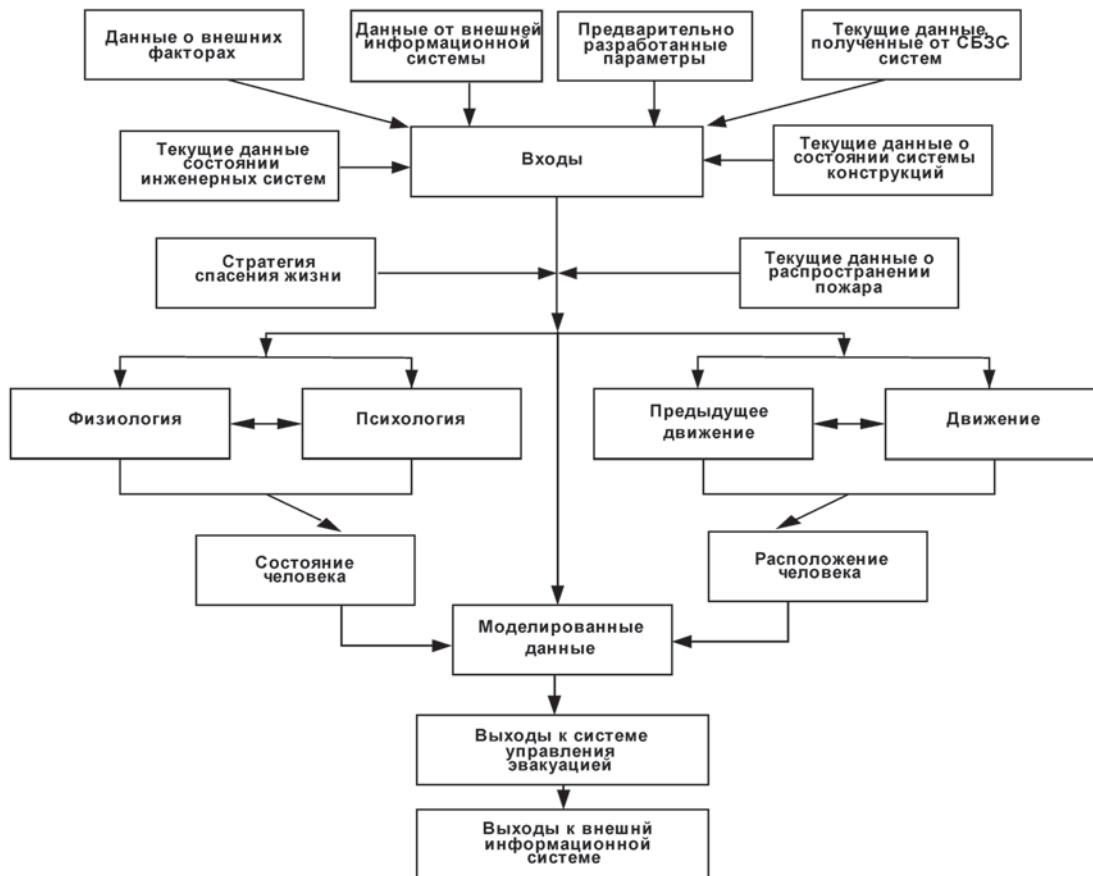 Данные о внешних
факторах
Данные от внешней
информационной
системы
Предварительно
разработанные
параметры
Текущие данные,
полученные от СБЗС-
систем
Текущие данные
состоянии
инженерных систем
Входы
Текущие данные о
состоянии системы
конструкций
Стратегия
спасения жизни
Текущие данные о
распространении
пожара
Физиология
Психология
Предыдущее
движение
Движение
Состояние
человека
Расположение
человека
Моделированные
данные
Выходы к системе
управления
эвакуацией
Выходы к внешнй
информационной
системе